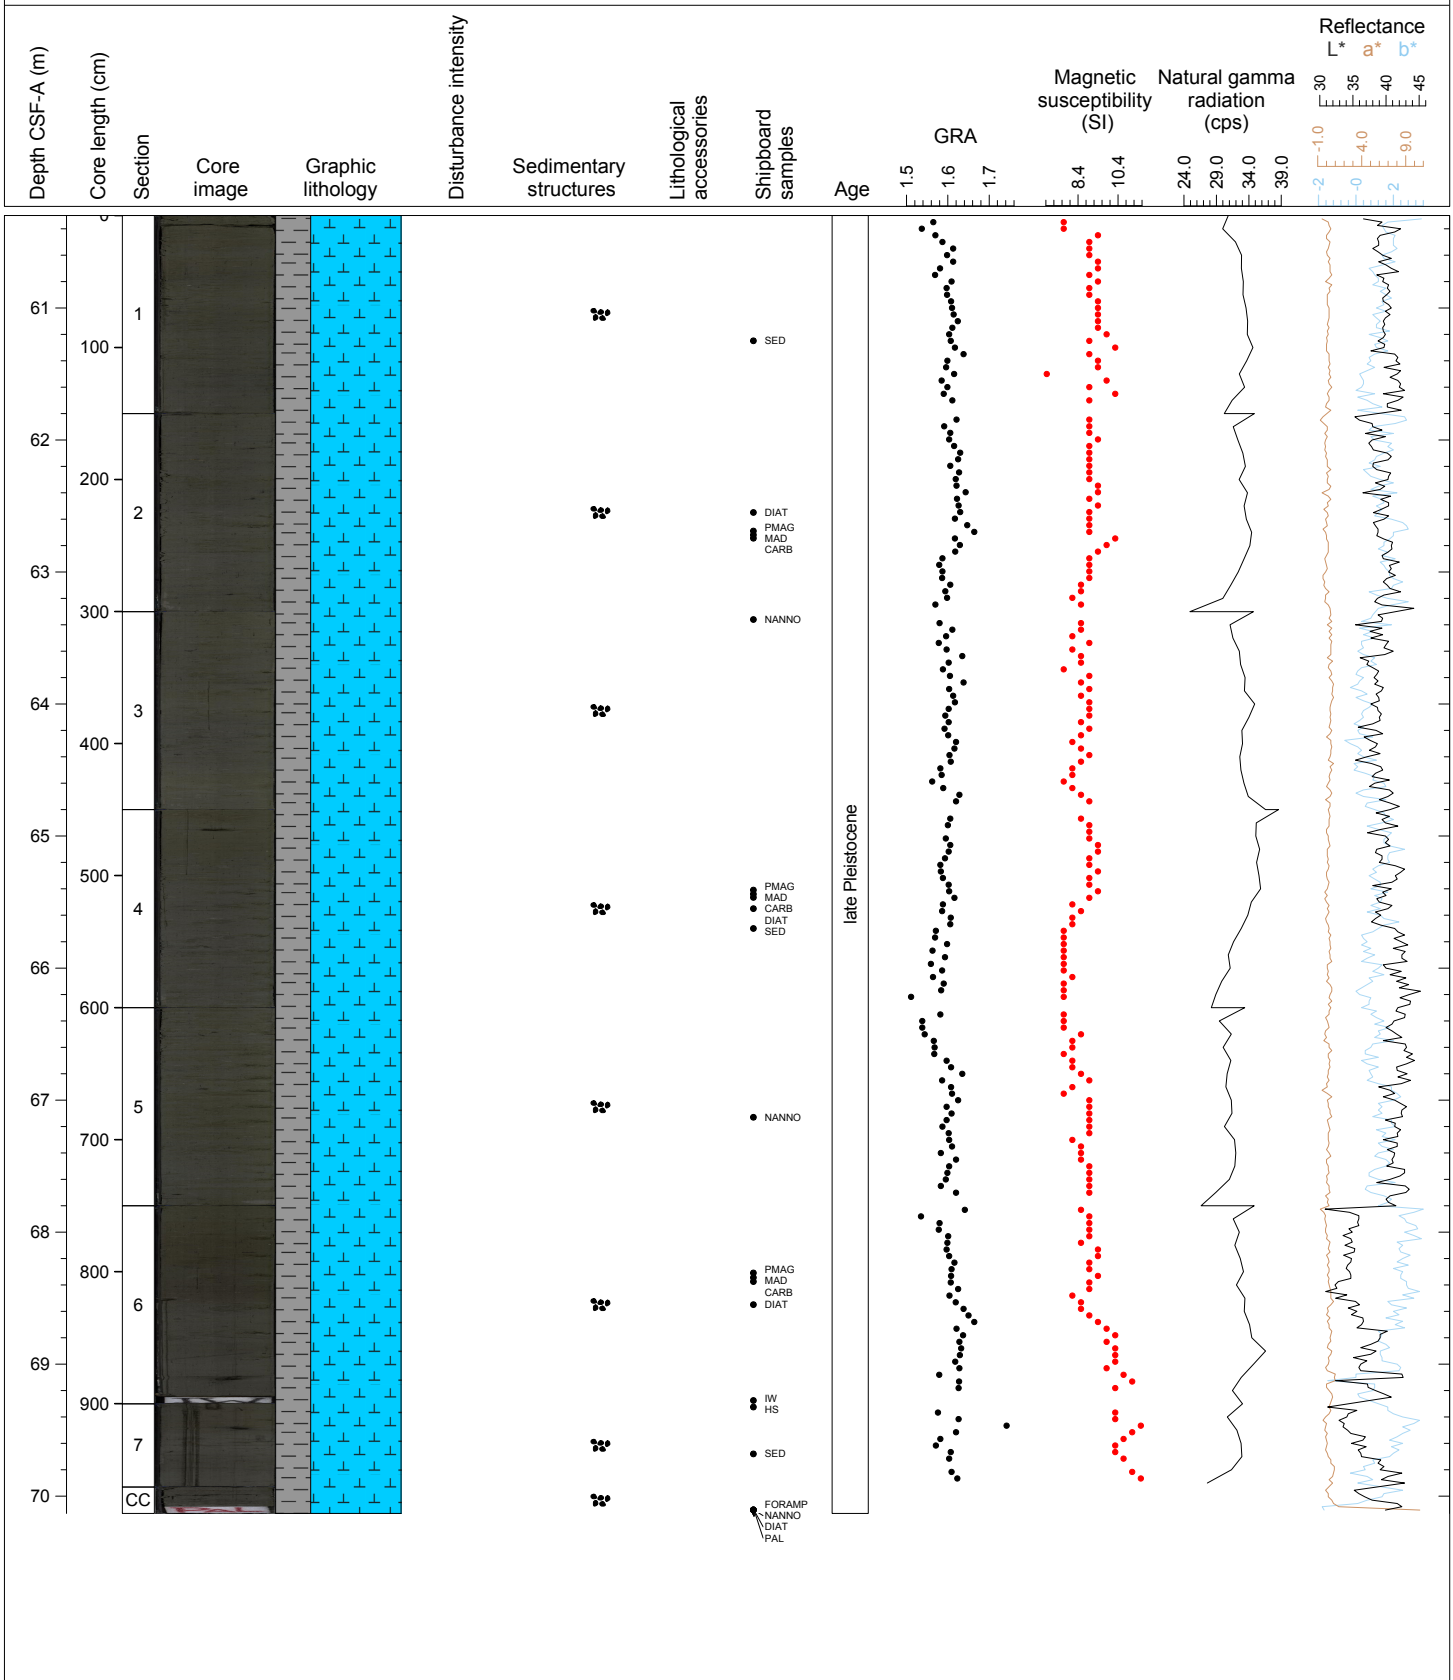 Depth CSF-A (m)
Core length (cm)
Section
Core
image
Graphic
lithology
Disturbance intensity
Sedimentary
structures
Lithological
accessories
Shipboard
samples
Age
GRA
1.5 1.6 1.7
Magnetic
susceptibility
(SI)
8.4 10.4
Natural gamma
radiation
(cps)
24.0 29.0 34.0 39.0
Reflectance
L* a* b*
30 35 40 45
-1.0 4.0 9.0
-2 -0 2
0
61
1
100
SED
62
200
2
DIAT
PMAG
MAD
CARB
63
300
NANNO
64
3
400
65
late Pleistocene
500
4
PMAG
MAD
CARB
DIAT
SED
66
600
67
5
NANNO
700
68
800
6
PMAG
MAD
CARB
DIAT
69
900
IW
HS
7
SED
70
CC
FORAMP
NANNO
DIAT
PAL